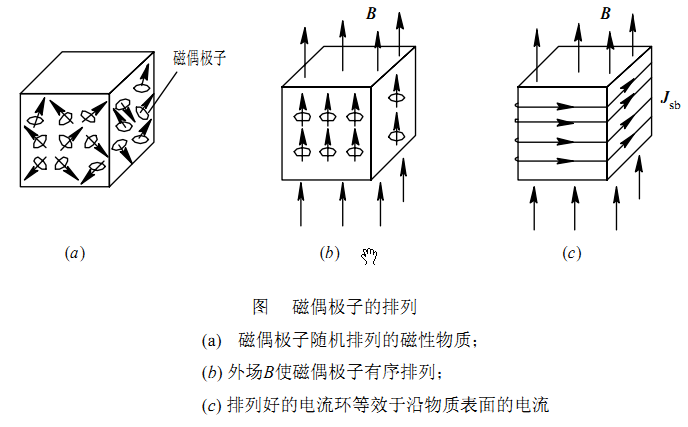 B
B
磁偶极子
Jsb
(a)
(b)
(c)
图 磁偶极子的排列
(a) 磁偶极子随机排列的磁性物质；
(b) 外场B使磁偶极子有序排列；
(c) 排列好的电流环等效于沿物质表面的电流